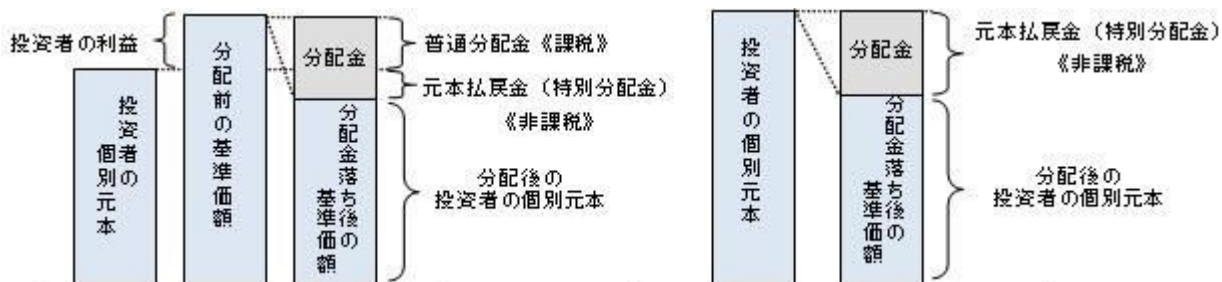 投資者の利益
投資者の
個別元本
分配前の基準価額
分配金
分配金落ち後の
基準価額
普通分配金《課税》
元本払戻金（特別分配金）
《非課税》
分配後の
投資者の個別元本
投資者の個別元本
分配金
分配金落ち後の
基準価額
元本払戻金（特別分配金）
《非課税》
分配後の
投資者の個別元本